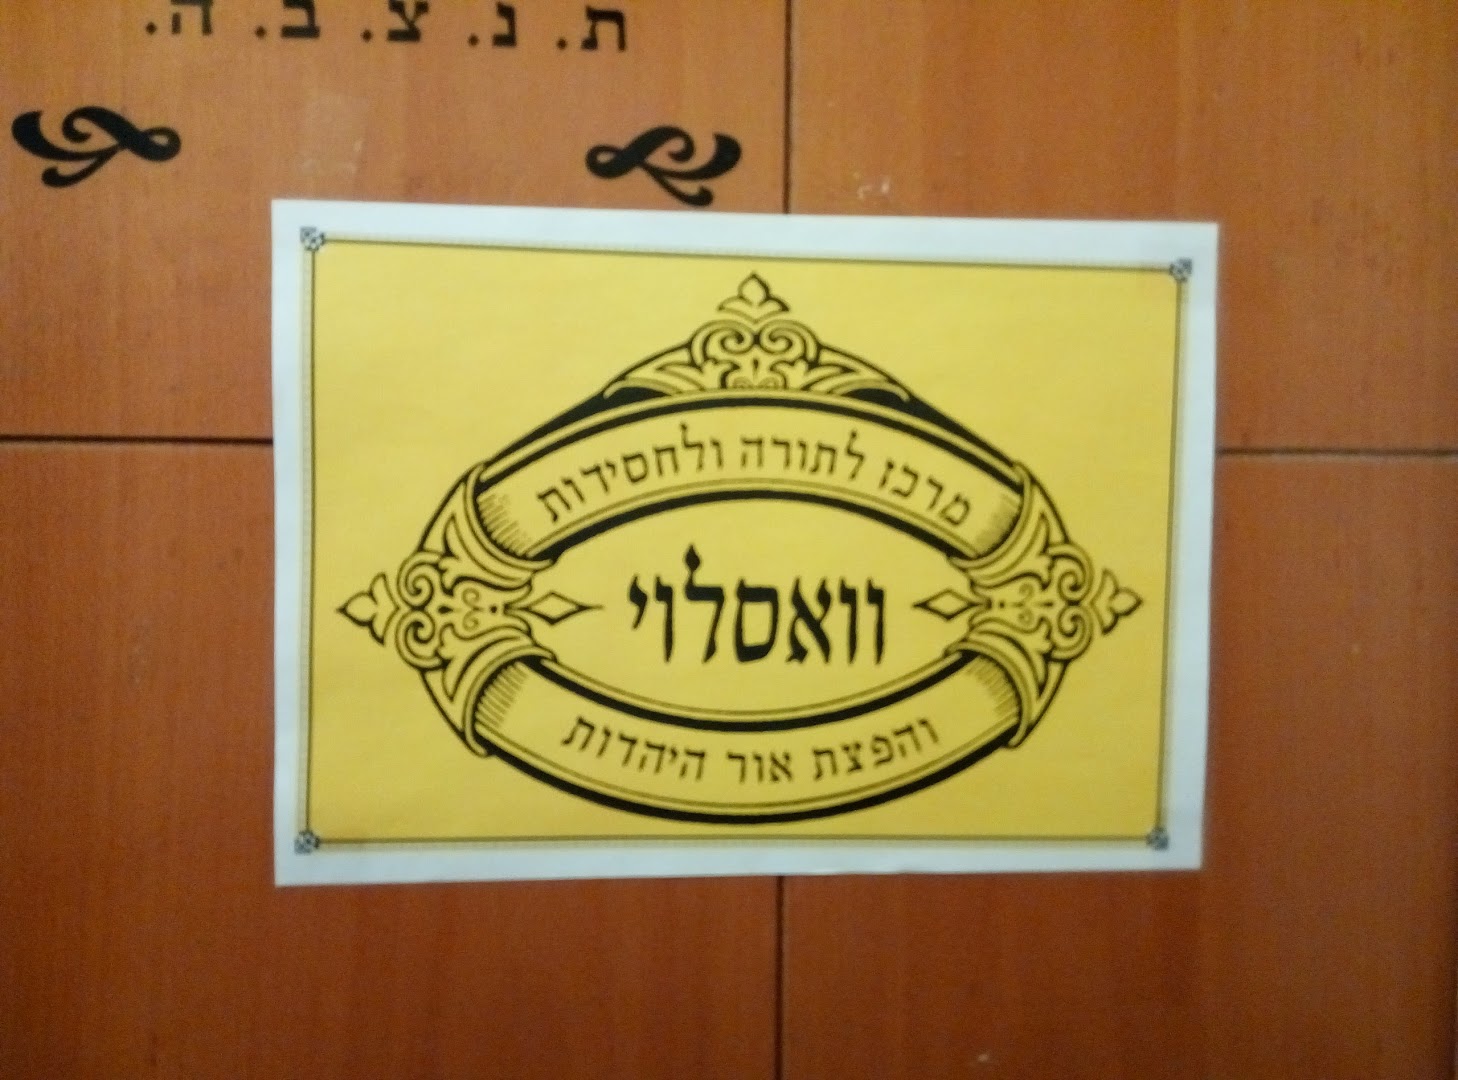 ת. נ. צ. ב. ה.
מרכז לתורה ולחסידות
וואסלוי
והפצת אור היהדות